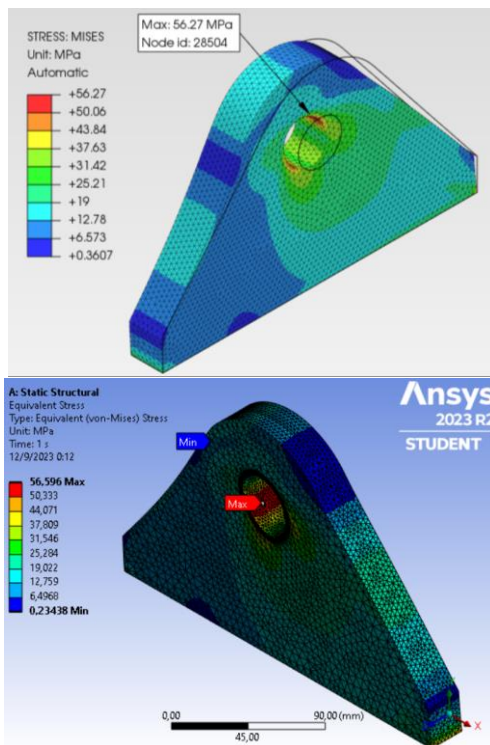 Max: 56.27 MPa
Node id: 28504
STRESS: MISES
Unit: MPa
Automatic
+56.27
+50.06
+43.84
+37.63
+31.42
+25.21
+19
+12.78
+6.573
+0.3607
A: Static Structural
Equivalent Stress
Type: Equivalent (von-Mises) Stress
Unit: MPa
Time: 1 s
12/9/2023 0:12
Ansys
2023 R2
STUDENT
Min
Max
56,596 Max
50,333
44,071
37,809
31,546
25,284
19,022
12,759
6,4968
0,23438 Min
0,00
90,00 (mm)
45,00
X